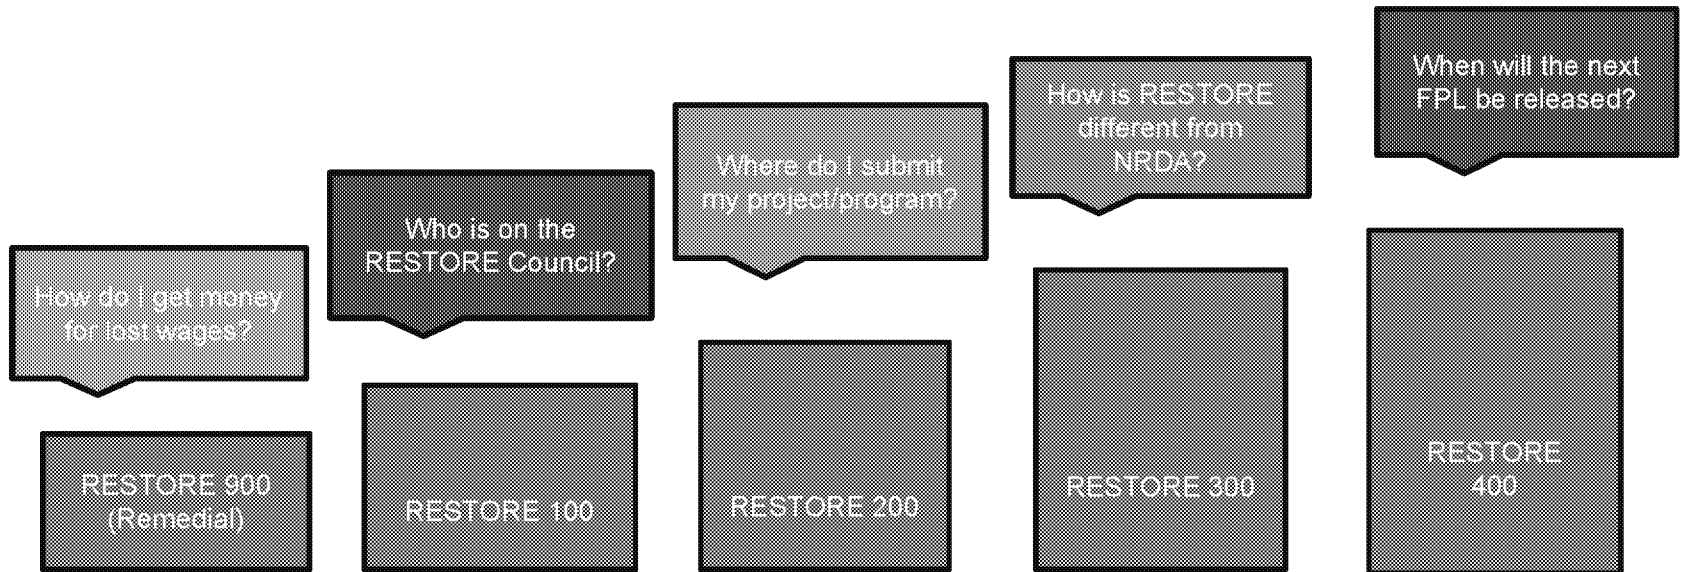 How do I get money
for lost wages?
RESTORE 900
(Remedial)
Who is on the
RESTORE Council?
RESTORE 100
Where do I submit
my project/program?
RESTORE 200
How is RESTORE
different from
NRDA?
RESTORE 300
When will the next
FPL be released?
RESTORE
400